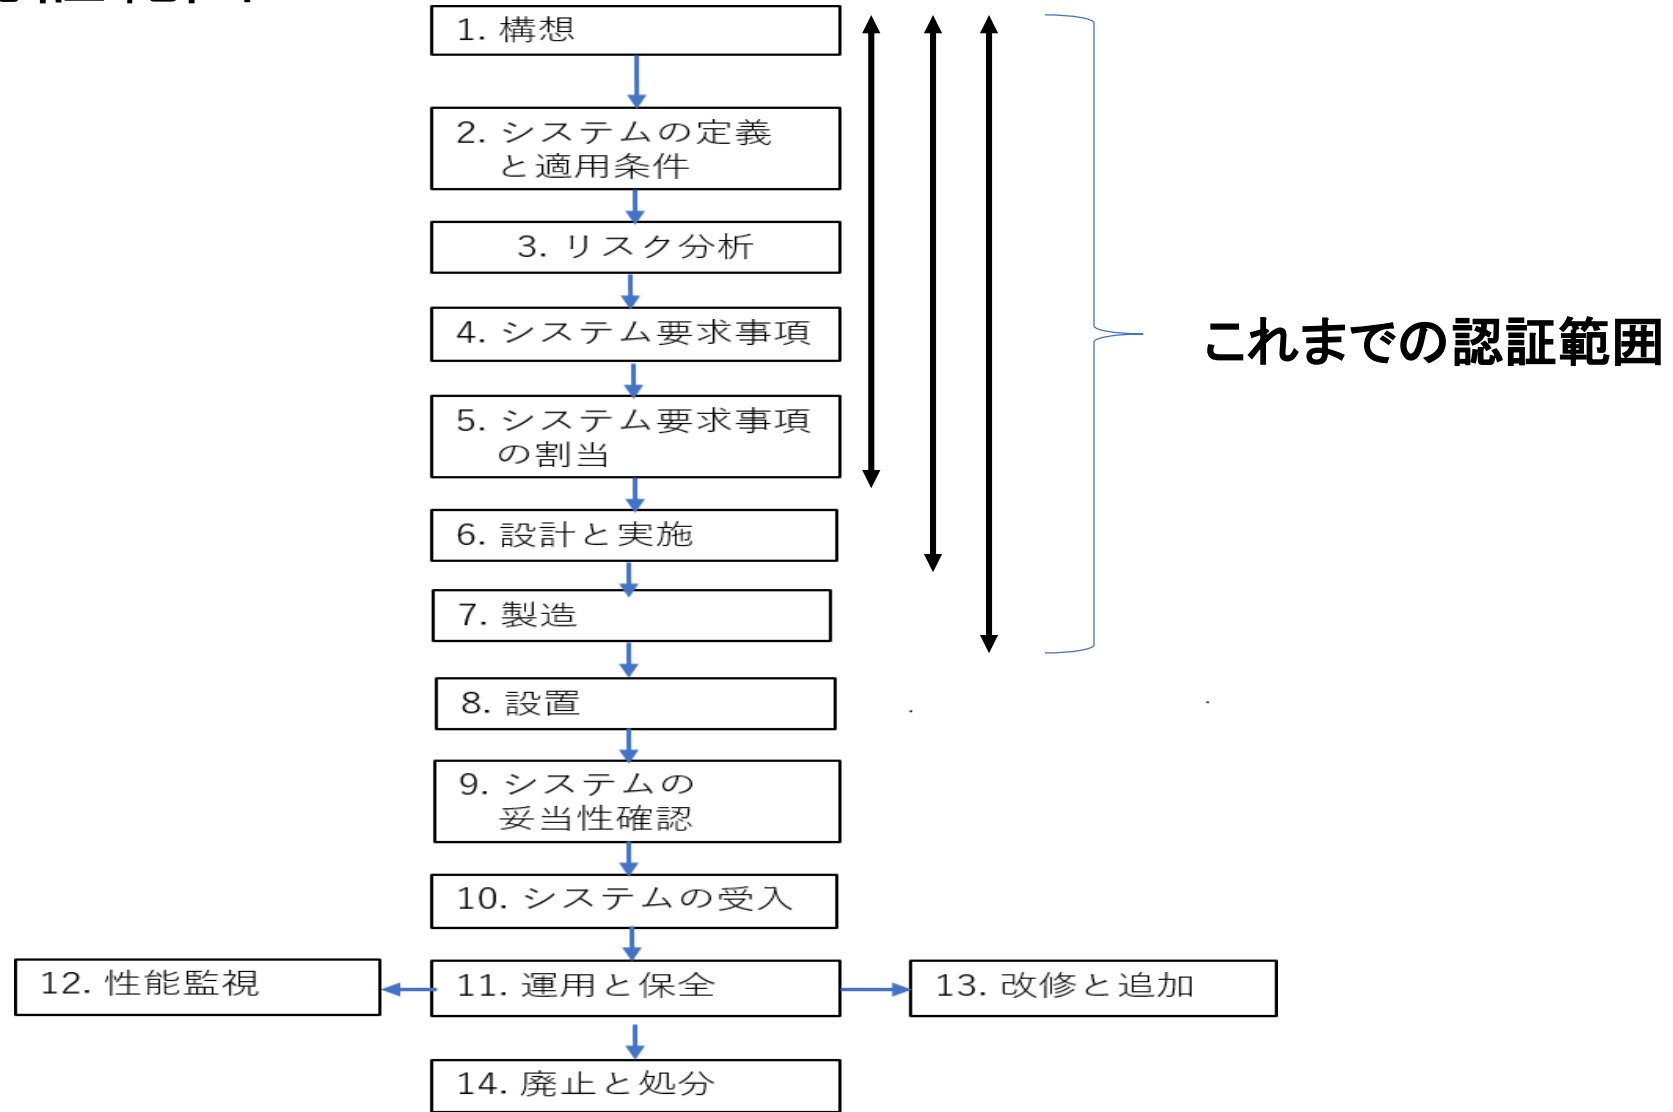 1. 構想
2. システムの定義
と適用条件
3. リスク分析
4. システム要求事項
5. システム要求事項
の割当
6. 設計と実施
7. 製造
8. 設置
9. システムの
妥当性確認
10. システムの受入
12. 性能監視
11. 運用と保全
13. 改修と追加
14. 廃止と処分
これまでの認証範囲